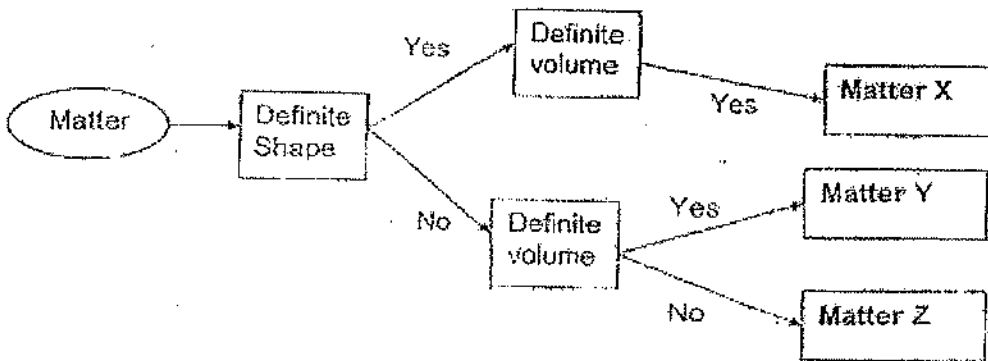 Matter
Definite
Shape
Yes
Definite
volume
Yes
Matter X
No
Definite
volume
Yes
Matter Y
No
Matter Z